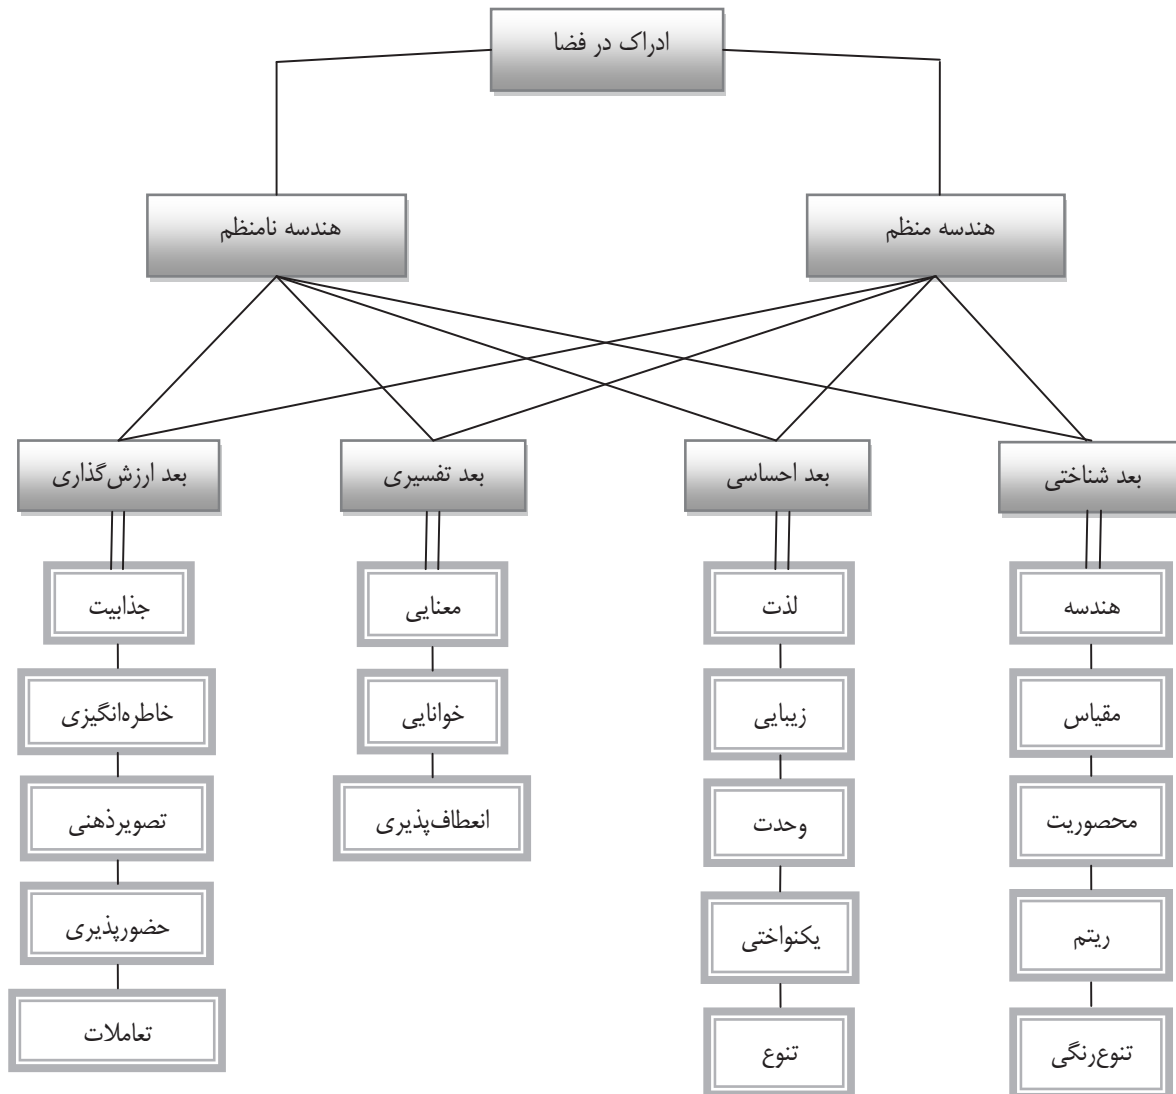 ادراک در فضا
هندسه منظم
هندسه نامنظم
بعد شناختی
بعد احساسی
بعد تفسیری
بعد ارزش‌گذاری
هندسه
مقیاس
محصوریت
ریتم
تنوع‌رنگی
لذت
زیبایی
وحدت
یکنواختی
تنوع
معنایی
خوانایی
انعطاف‌پذیری
جذابیت
خاطره‌انگیزی
تصویرذهنی
حضورپذیری
تعاملات